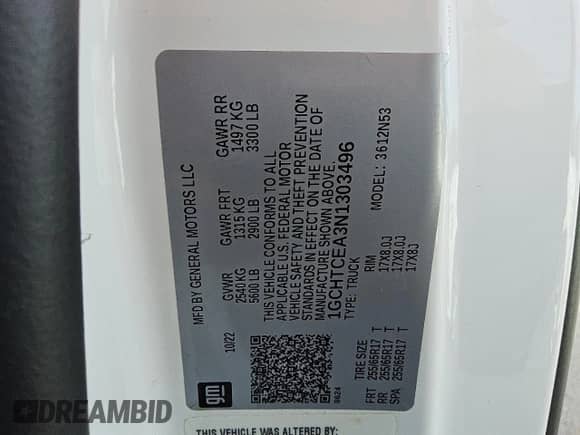 MFD BY GENERAL MOTORS LLC
10/22
GVWR
2540 KG
5600 LB
GAWR FRT
1315 KG
2900 LB
GAWR RR
1497 KG
3300 LB
THIS VEHICLE CONFORMS TO ALL
APPLICABLE U.S. FEDERAL MOTOR
VEHICLE SAFETY AND THEFT PREVENTION
STANDARDS IN EFFECT ON THE DATE OF
MANUFACTURE SHOWN ABOVE.
1GCHTCEA3N1303496
TYPE: TRUCK
MODEL: 3612N53
TIRE SIZE RIM
FRT 255/65R17 T 17X8.0J
RR 255/65R17 T 17X8.0J
SPA 255/65R17 T 17X8J
gm
THIS VEHICLE WAS
DREAMBID